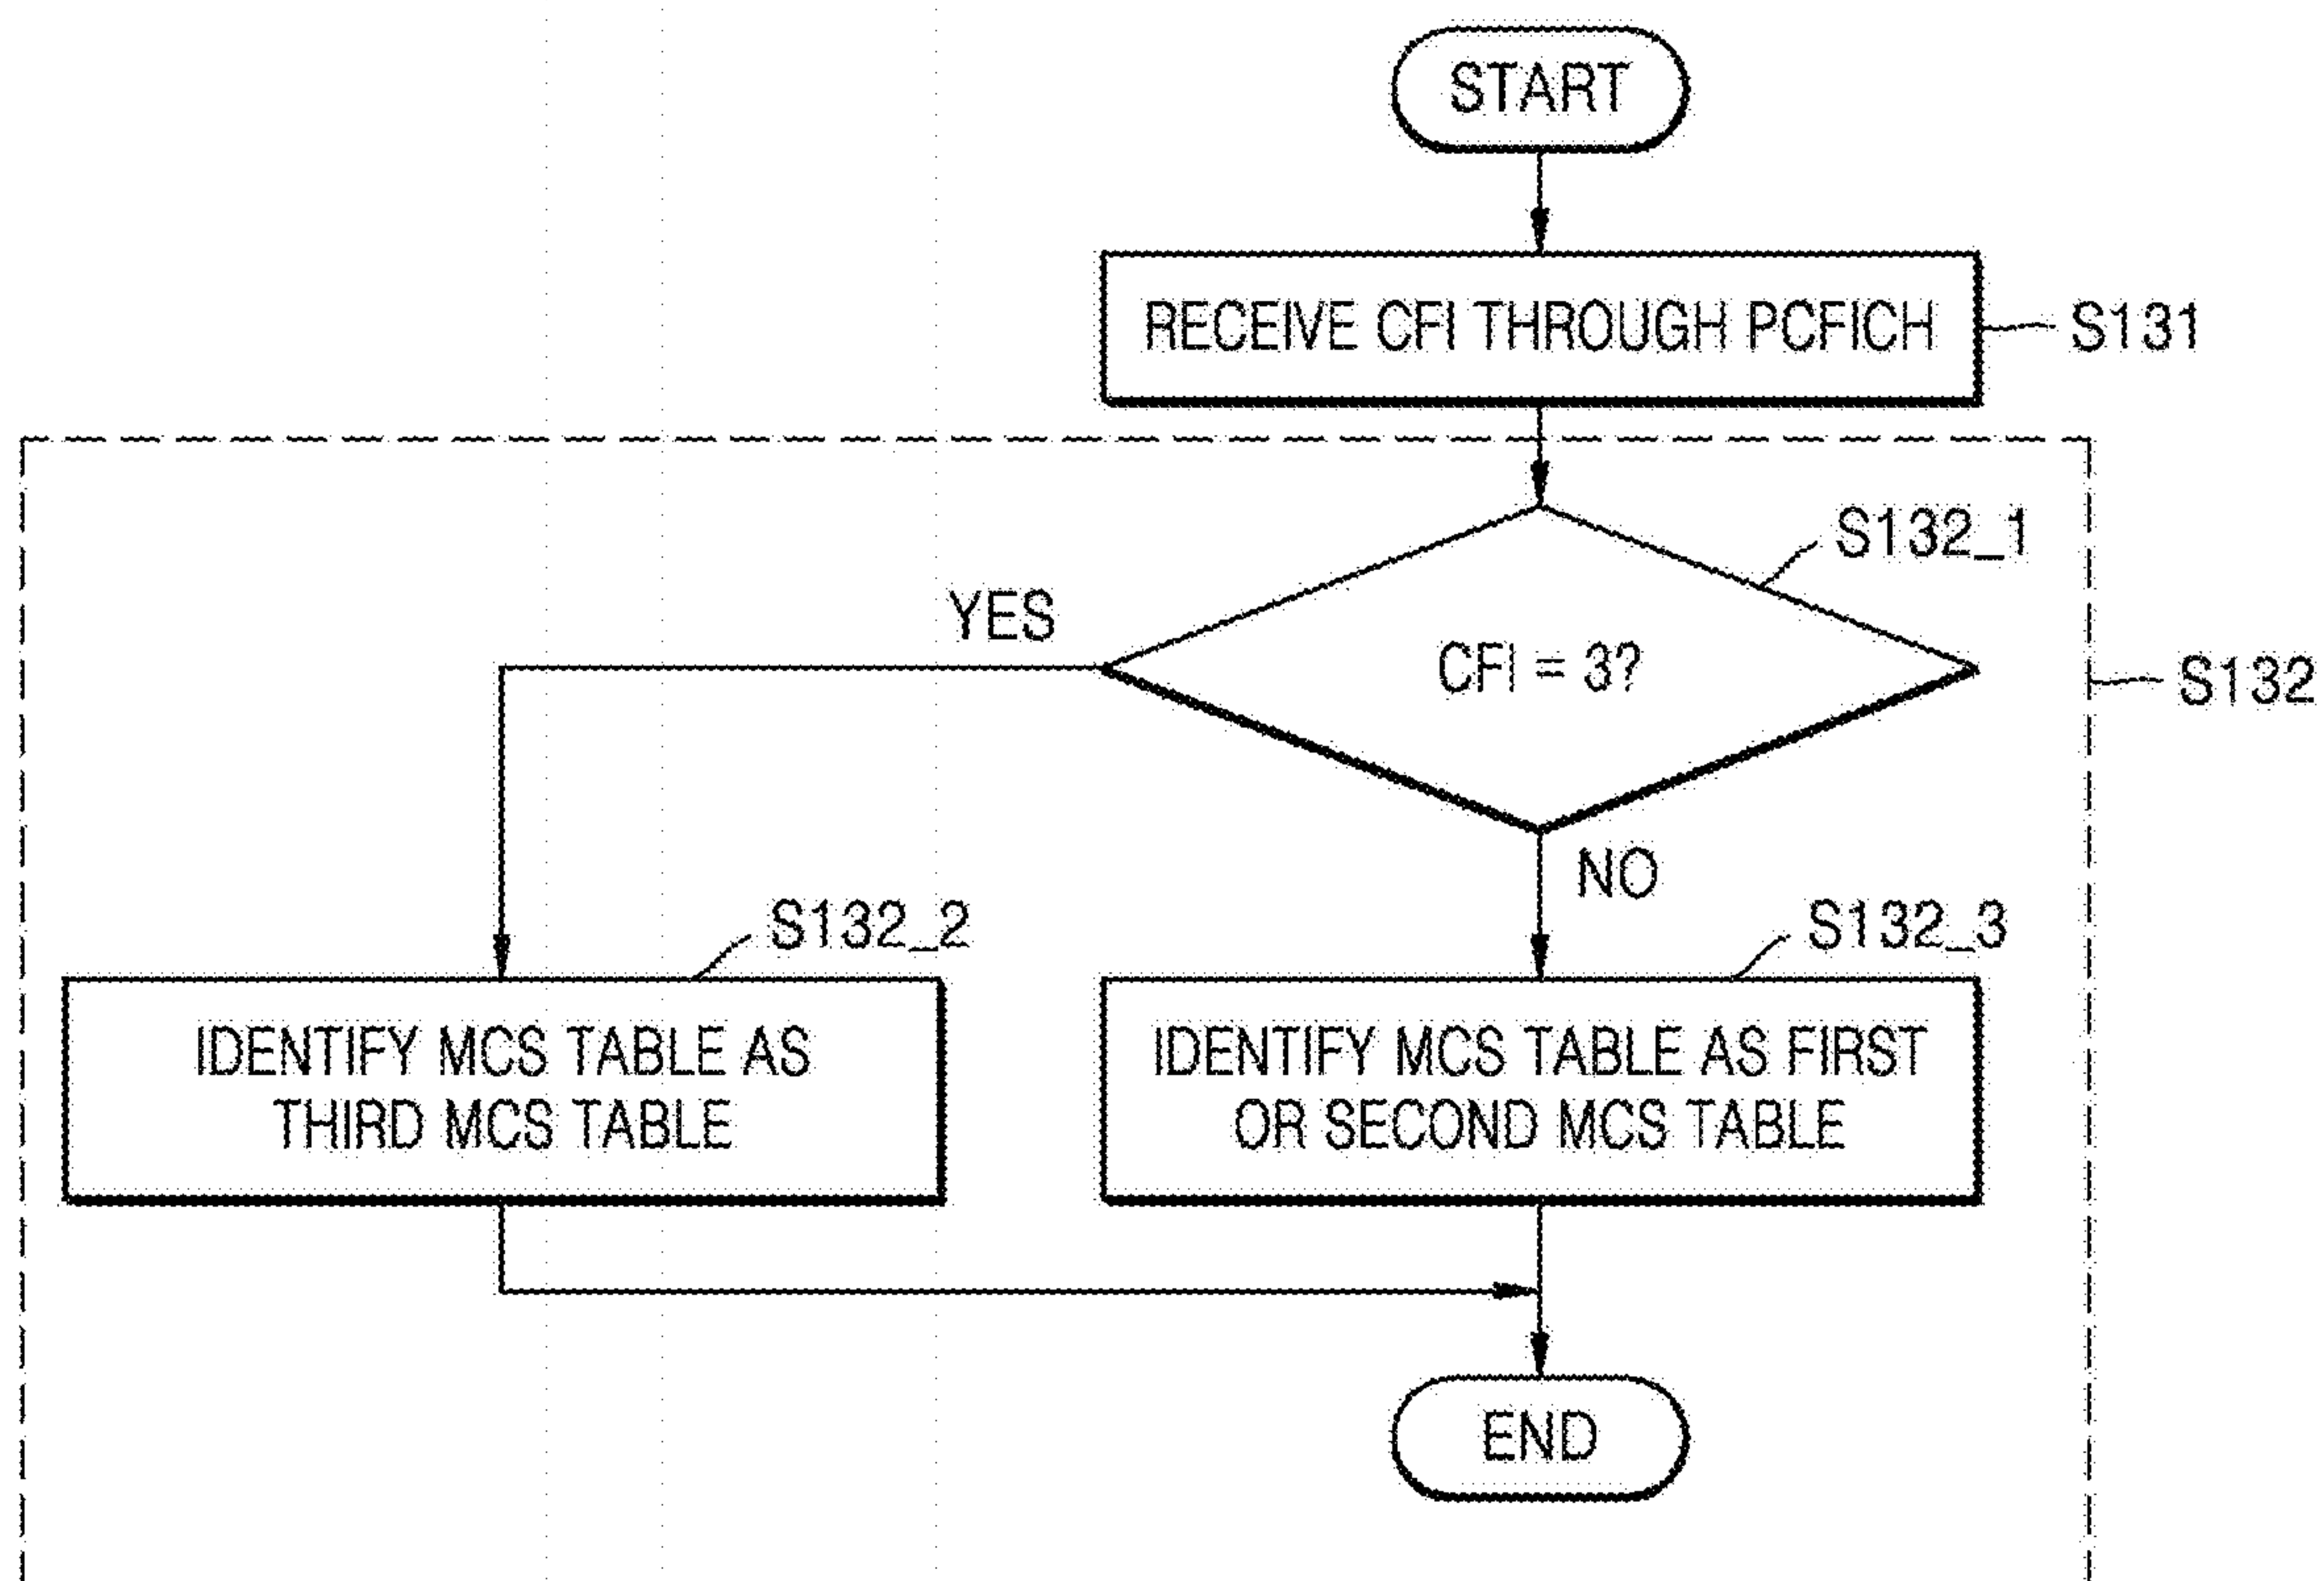 START
RECEIVE CFI THROUGH PCFICH
S131
S132_1
YES
CFI = 3?
S132
NO
S132_2
S132_3
IDENTIFY MCS TABLE AS
THIRD MCS TABLE
IDENTIFY MCS TABLE AS FIRST
OR SECOND MCS TABLE
END